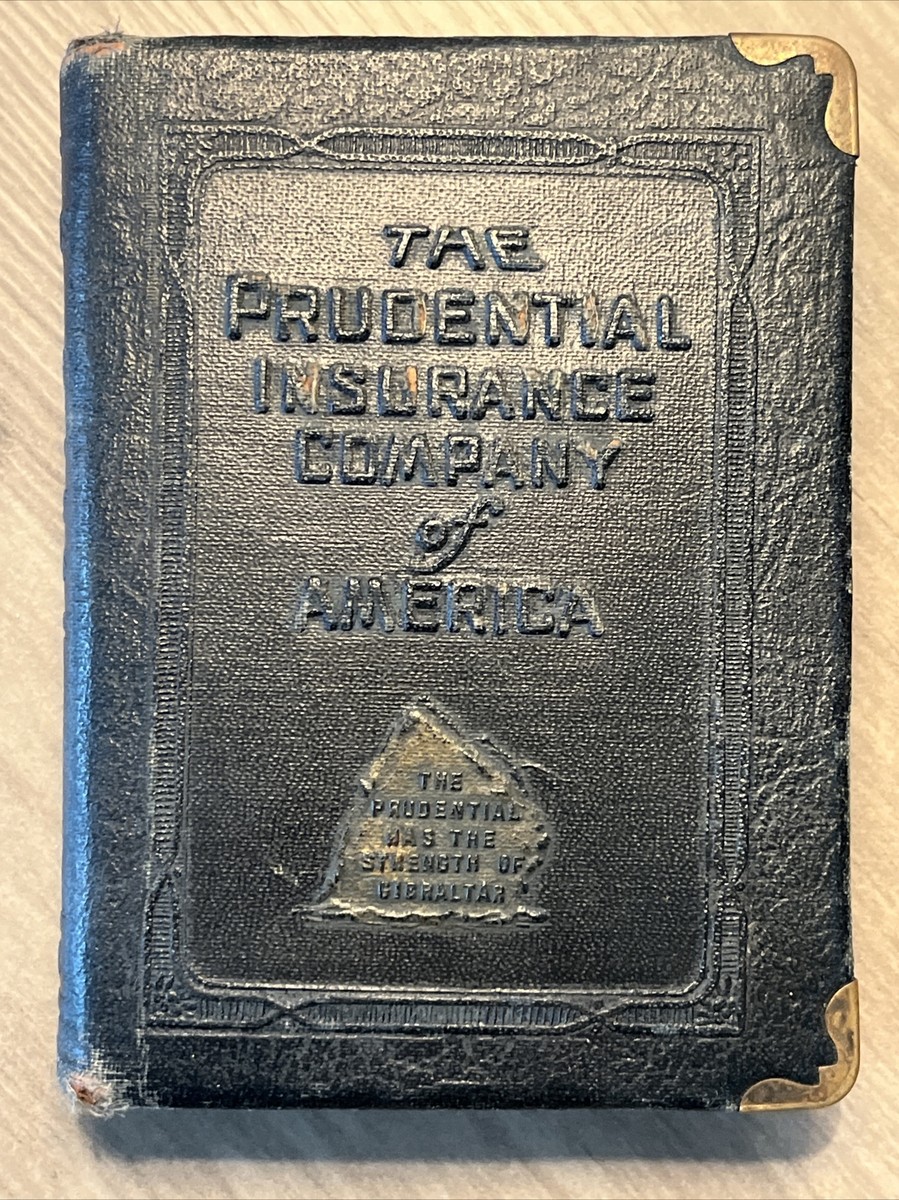 THE
PRUDENTIAL
INSURANCE
COMPANY
of
AMERICA
THE
PRUDENTIAL
HAS THE
STRENGTH OF
GIBRALTAR